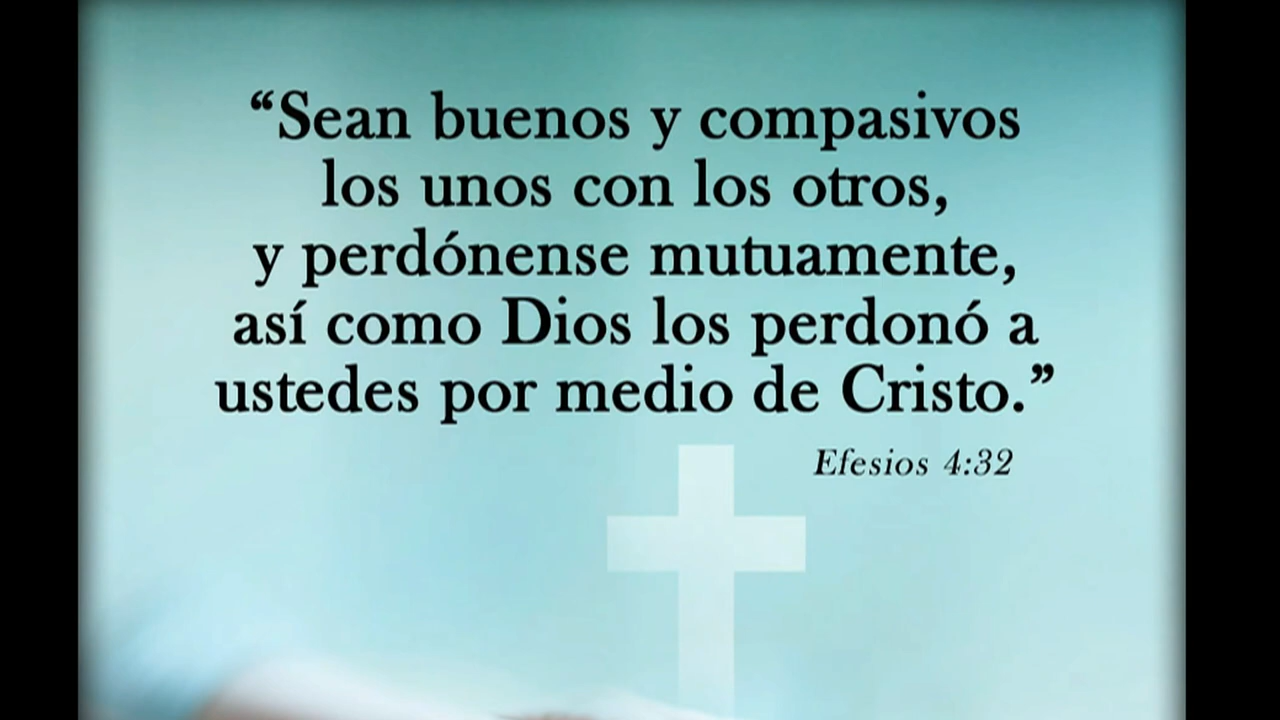 “Sean buenos y compasivos
los unos con los otros,
y perdónense mutuamente,
así como Dios los perdonó a
ustedes por medio de Cristo.”
Efesios 4:32